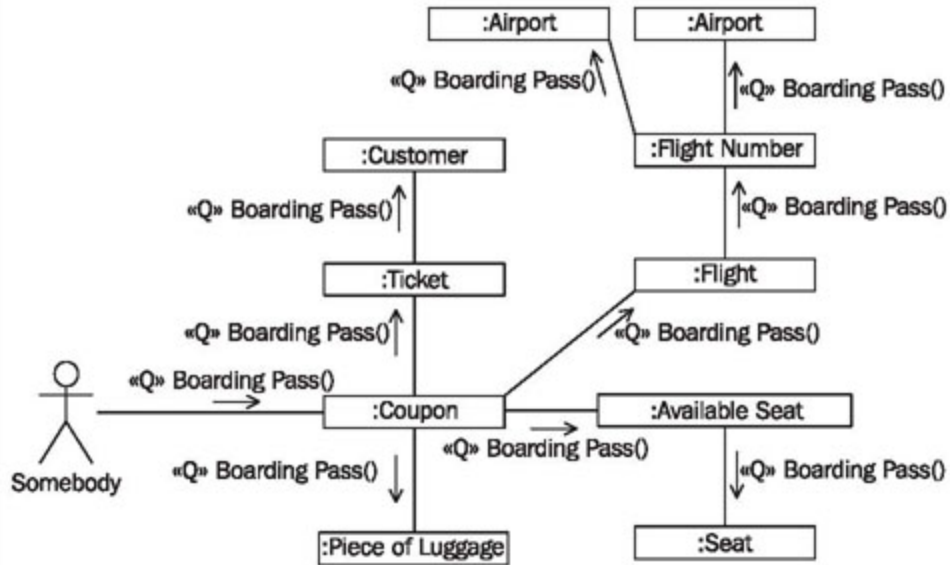 :Airport
:Airport
«Q» Boarding Pass()
«Q» Boarding Pass()
:Customer
:Flight Number
«Q» Boarding Pass()
«Q» Boarding Pass()
:Ticket
:Flight
«Q» Boarding Pass()
«Q» Boarding Pass()
«Q» Boarding Pass()
:Coupon
:Available Seat
«Q» Boarding Pass()
«Q» Boarding Pass()
«Q» Boarding Pass()
Somebody
:Piece of Luggage
:Seat